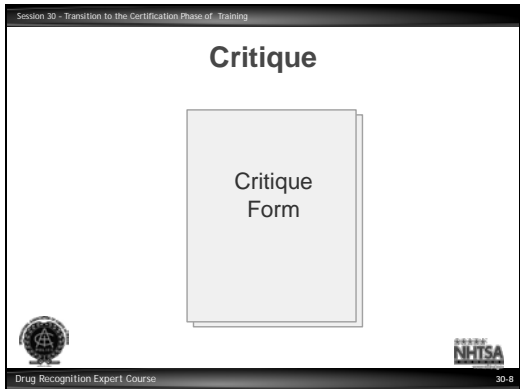 Session 30 - Transition to the Certification Phase of Training
Critique
Critique
Form
NHTSA
Drug Recognition Expert Course
30-8